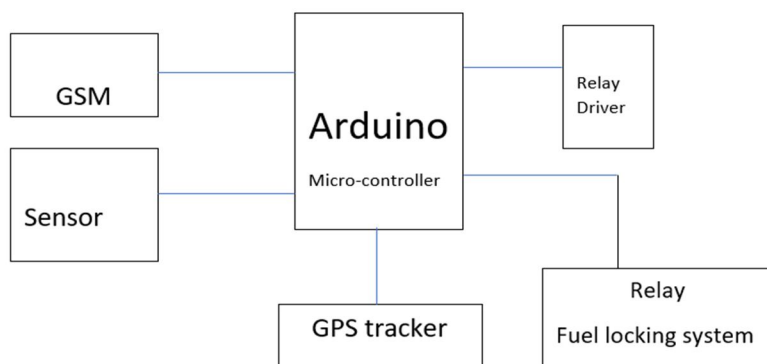 GSM
Arduino
Micro-controller
Relay
Driver
Sensor
GPS tracker
Relay
Fuel locking system